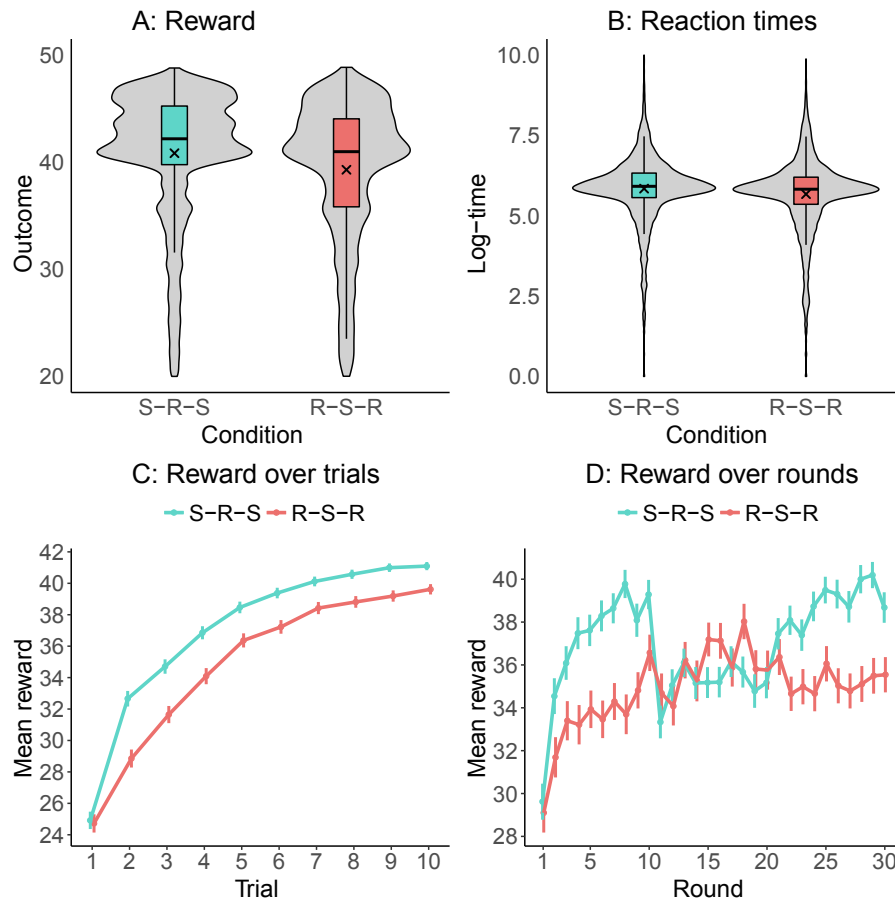 A: Reward
50
40
30
20
Outcome
S−R−S R−S−R
Condition
B: Reaction times
10.0
7.5
5.0
2.5
0.0
Log−time
S−R−S R−S−R
Condition
C: Reward over trials
S−R−S R−S−R
42
40
38
36
34
32
30
28
26
24
Mean reward
1 2 3 4 5 6 7 8 9 10
Trial
D: Reward over rounds
S−R−S R−S−R
40
38
36
34
32
30
28
Mean reward
1 5 10 15 20 25 30
Round